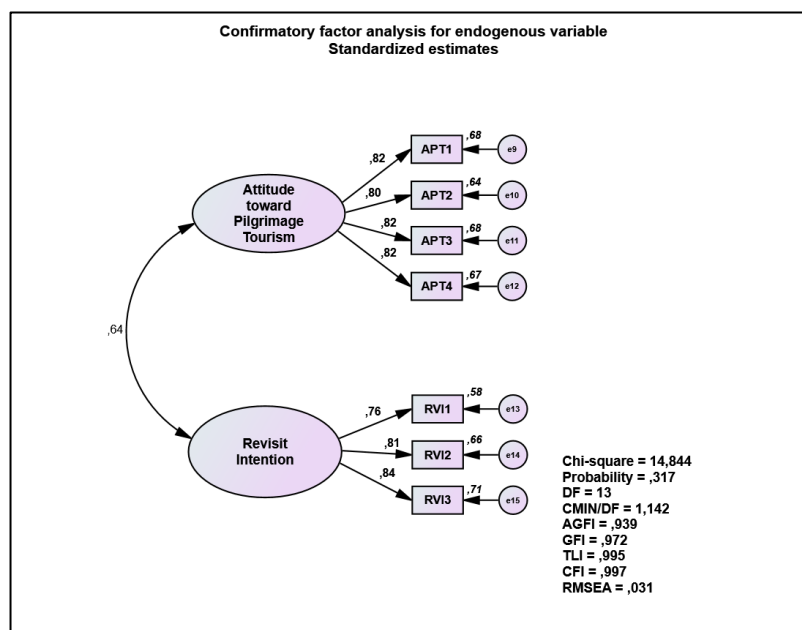 Confirmatory factor analysis for endogenous variable
Standardized estimates
Attitude
toward
Pilgrimage
Tourism
,82
,80
,82
,82
APT1
,68
e9
APT2
,64
e10
APT3
,68
e11
APT4
,67
e12
,64
Revisit
Intention
,76
,81
,84
RVI1
,58
e13
RVI2
,66
e14
RVI3
,71
e15
Chi-square = 14,844
Probability = ,317
DF = 13
CMIN/DF = 1,142
AGFI = ,939
GFI = ,972
TLI = ,995
CFI = ,997
RMSEA = ,031